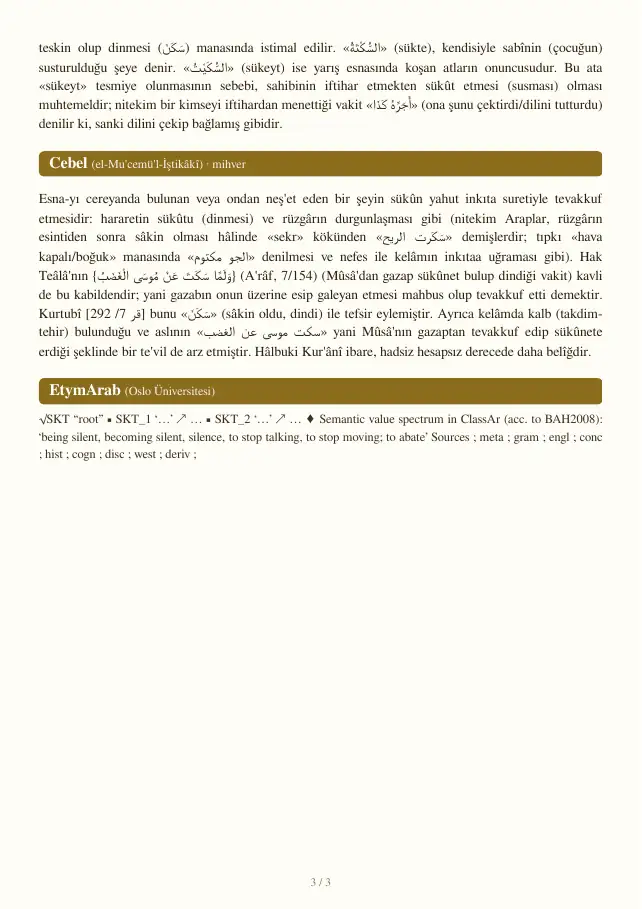 teskin olup dinmesi (سَكَنَ) manasında istimal edilir. «السُّكْتَةُ» (sükte), kendisiyle sabînin (çocuğun)
susturulduğu şeye denir. «السُّكَيْتُ» (sükeyt) ise yarış esnasında koşan atların onuncusudur. Bu ata
«sükeyt» tesmiye olunmasının sebebi, sahibinin iftihar etmekten sükût etmesi (susması) olması
muhtemeldir; nitekim bir kimseyi iftihardan menettiği vakit «أَجَرَّهُ كَذَا» (ona şunu çektirdi/dilini tutturdu)
denilir ki, sanki dilini çekip bağlamış gibidir.
Cebel (el-Mu'cemü'l-İştikâkî) · mihver
Esna-yı cereyanda bulunan veya ondan neş'et eden bir şeyin sükûn yahut inkıta suretiyle tevakkuf
etmesidir: hararetin sükûtu (dinmesi) ve rüzgârın durgunlaşması gibi (nitekim Araplar, rüzgârın
esintiden sonra sâkin olması hâlinde «sekr» kökünden «سَكَرَت الريح» demişlerdir; tıpkı «hava
kapalı/boğuk» manasında «الجو مكتوم» denilmesi ve nefes ile kelâmın inkıtaa uğraması gibi). Hak
Teâlâ'nın {وَلَمَّا سَكَتَ عَنْ مُوسَى الْغَضَبُ} (A'râf, 7/154) (Mûsâ'dan gazap sükûnet bulup dindiği vakit) kavli
de bu kabildendir; yani gazabın onun üzerine esip galeyan etmesi mahbus olup tevakkuf etti demektir.
Kurtubî [قر 7/ 292] bunu «سَكَنَ» (sâkin oldu, dindi) ile tefsir eylemiştir. Ayrıca kelâmda kalb (takdim-
tehir) bulunduğu ve aslının «سكت موسى عن الغضب» yani Mûsâ'nın gazaptan tevakkuf edip sükûnete
erdiği şeklinde bir te'vil de arz etmiştir. Hâlbuki Kur'ânî ibare, hadsiz hesapsız derecede daha belîğdir.
EtymArab (Oslo Üniversitesi)
√SKT “root” ▪ SKT_1 ‘…’ ↗ … ▪ SKT_2 ‘…’ ↗ … ♦ Semantic value spectrum in ClassAr (acc. to BAH2008):
‘being silent, becoming silent, silence, to stop talking, to stop moving; to abate’ Sources ; meta ; gram ; engl ; conc
; hist ; cogn ; disc ; west ; deriv ;
3 / 3